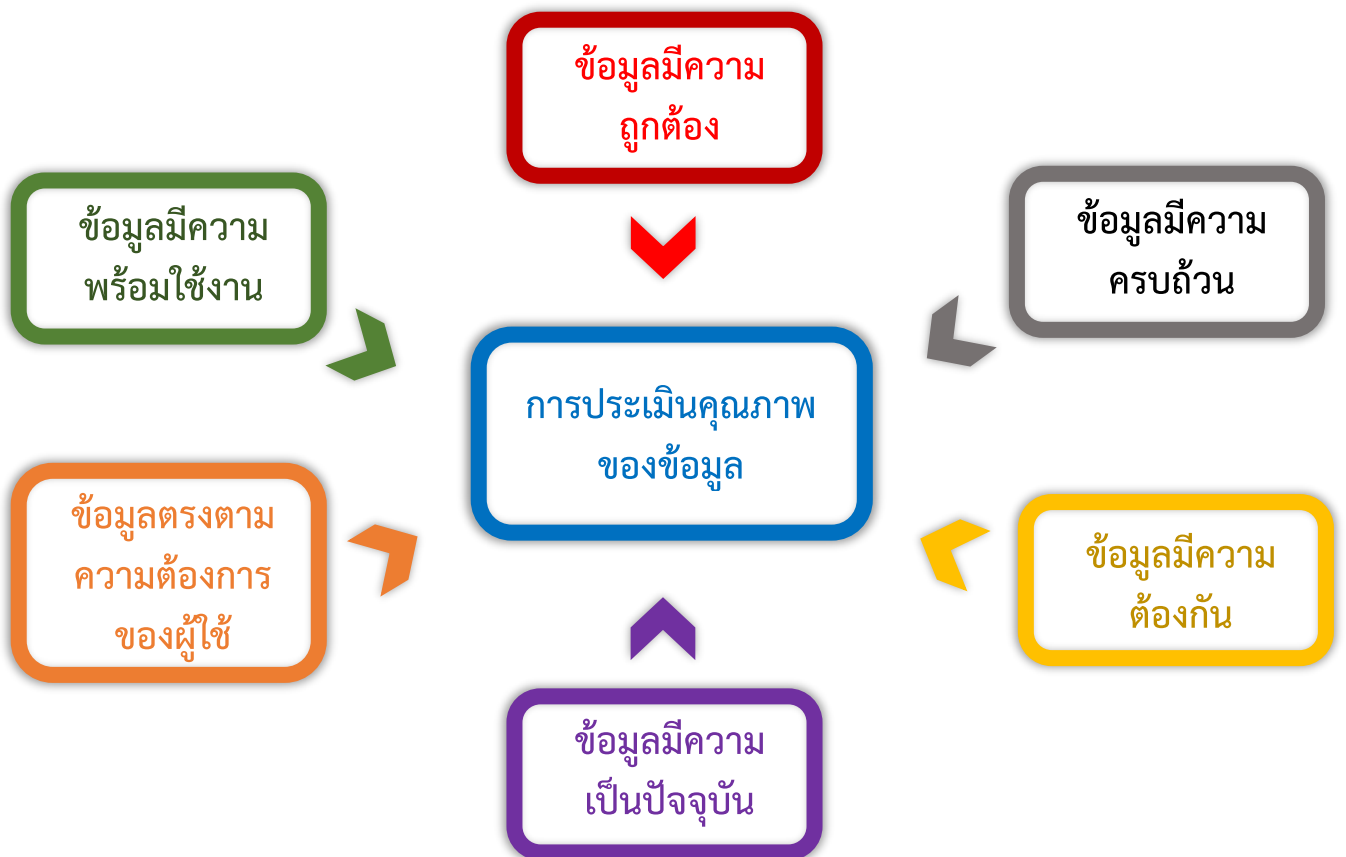 ข้อมูลมีความ
ถูกต้อง
ข้อมูลมีความ
พร้อมใช้งาน
ข้อมูลมีความ
ครบถ้วน
การประเมินคุณภาพ
ของข้อมูล
ข้อมูลตรงตาม
ความต้องการ
ของผู้ใช้
ข้อมูลมีความ
ต้องกัน
ข้อมูลมีความ
เป็นปัจจุบัน